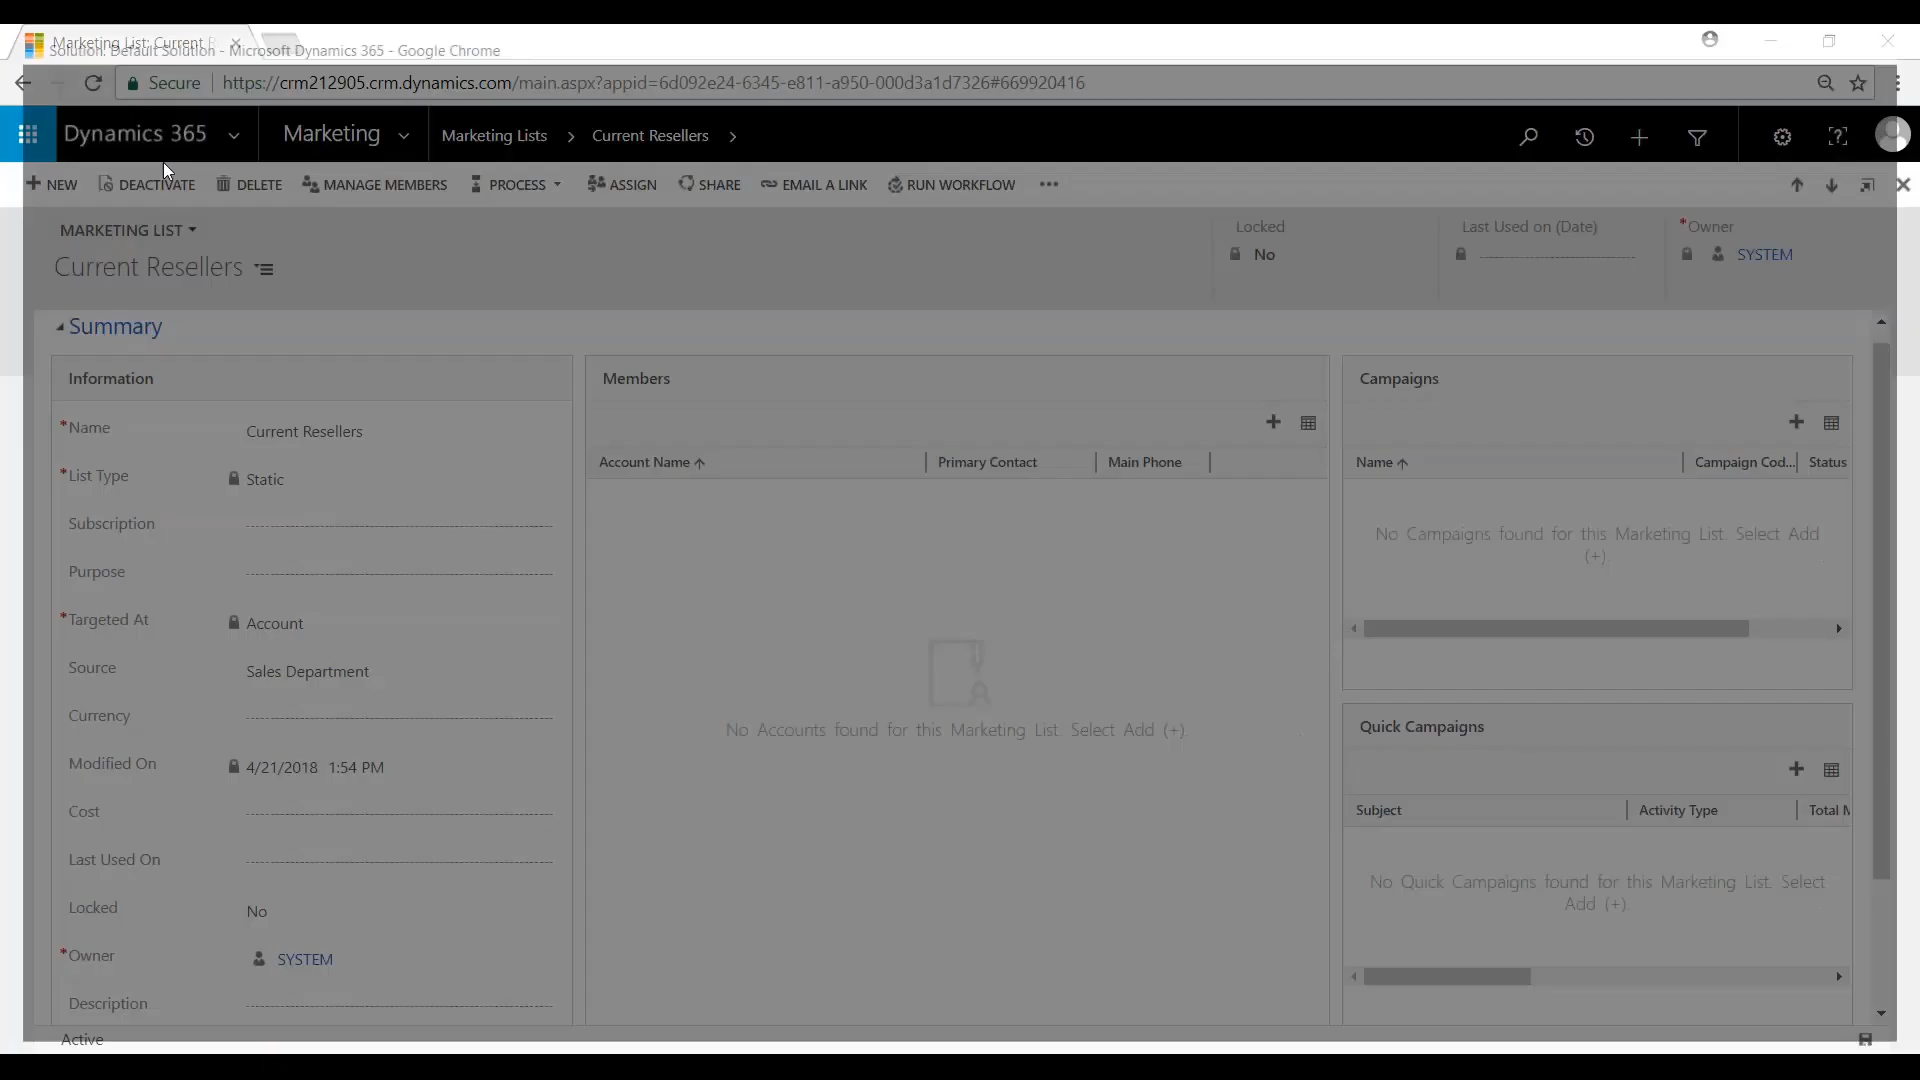 Marketing List: Current R
Solution: Default Solution - Microsoft Dynamics 365 - Google Chrome
Secure https://crm212905.crm.dynamics.com/main.aspx?appid=6d092e24-6345-e811-a950-000d3a1d7326#669920416
Dynamics 365 Marketing Marketing Lists > Current Resellers >
+ NEW DEACTIVATE DELETE MANAGE MEMBERS PROCESS ASSIGN SHARE EMAIL A LINK RUN WORKFLOW •••
MARKETING LIST
Current Resellers
Locked
No
Last Used on (Date)
*Owner
SYSTEM
Summary
Information
*Name Current Resellers
*List Type Static
Subscription
Purpose
*Targeted At Account
Source Sales Department
Currency
Modified On 4/21/2018 1:54 PM
Cost
Last Used On
Locked No
*Owner SYSTEM
Description
Members
Account Name Primary Contact Main Phone
No Accounts found for this Marketing List. Select Add (+).
Campaigns
Name Campaign Cod... Status
No Campaigns found for this Marketing List. Select Add
(+).
Quick Campaigns
Subject Activity Type Total M
No Quick Campaigns found for this Marketing List. Select
Add (+).
Active